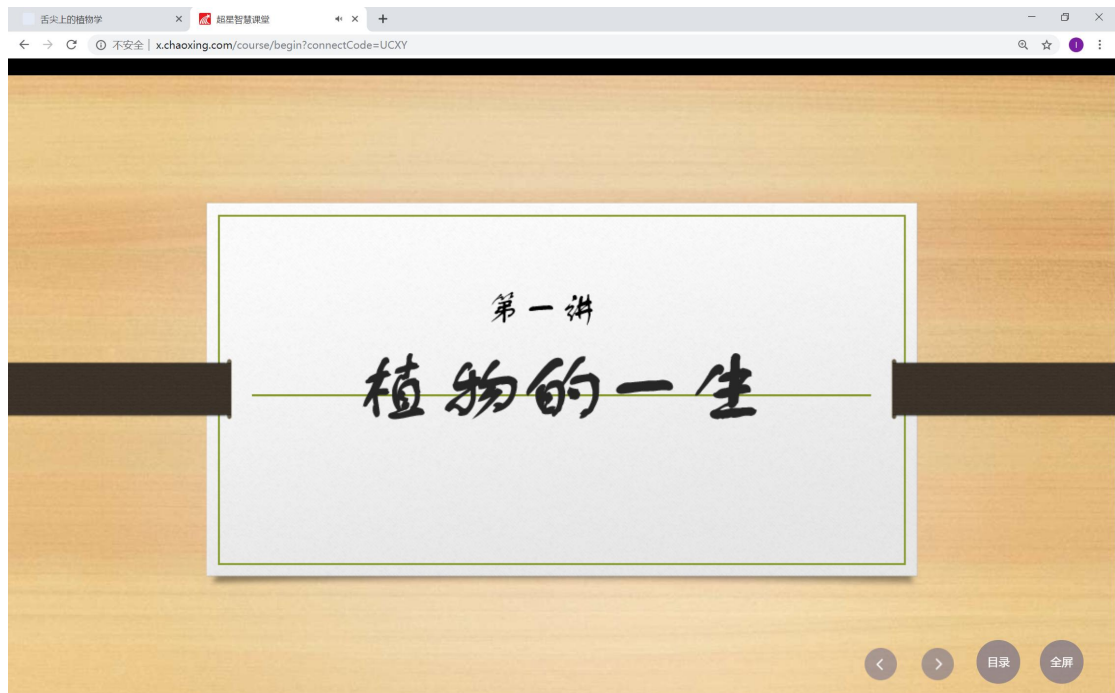 舌尖上的植物学
超星智慧课堂
不安全 | x.chaoxing.com/course/begin?connectCode=UCXY
I
第一讲
植物的一生
目录
全屏